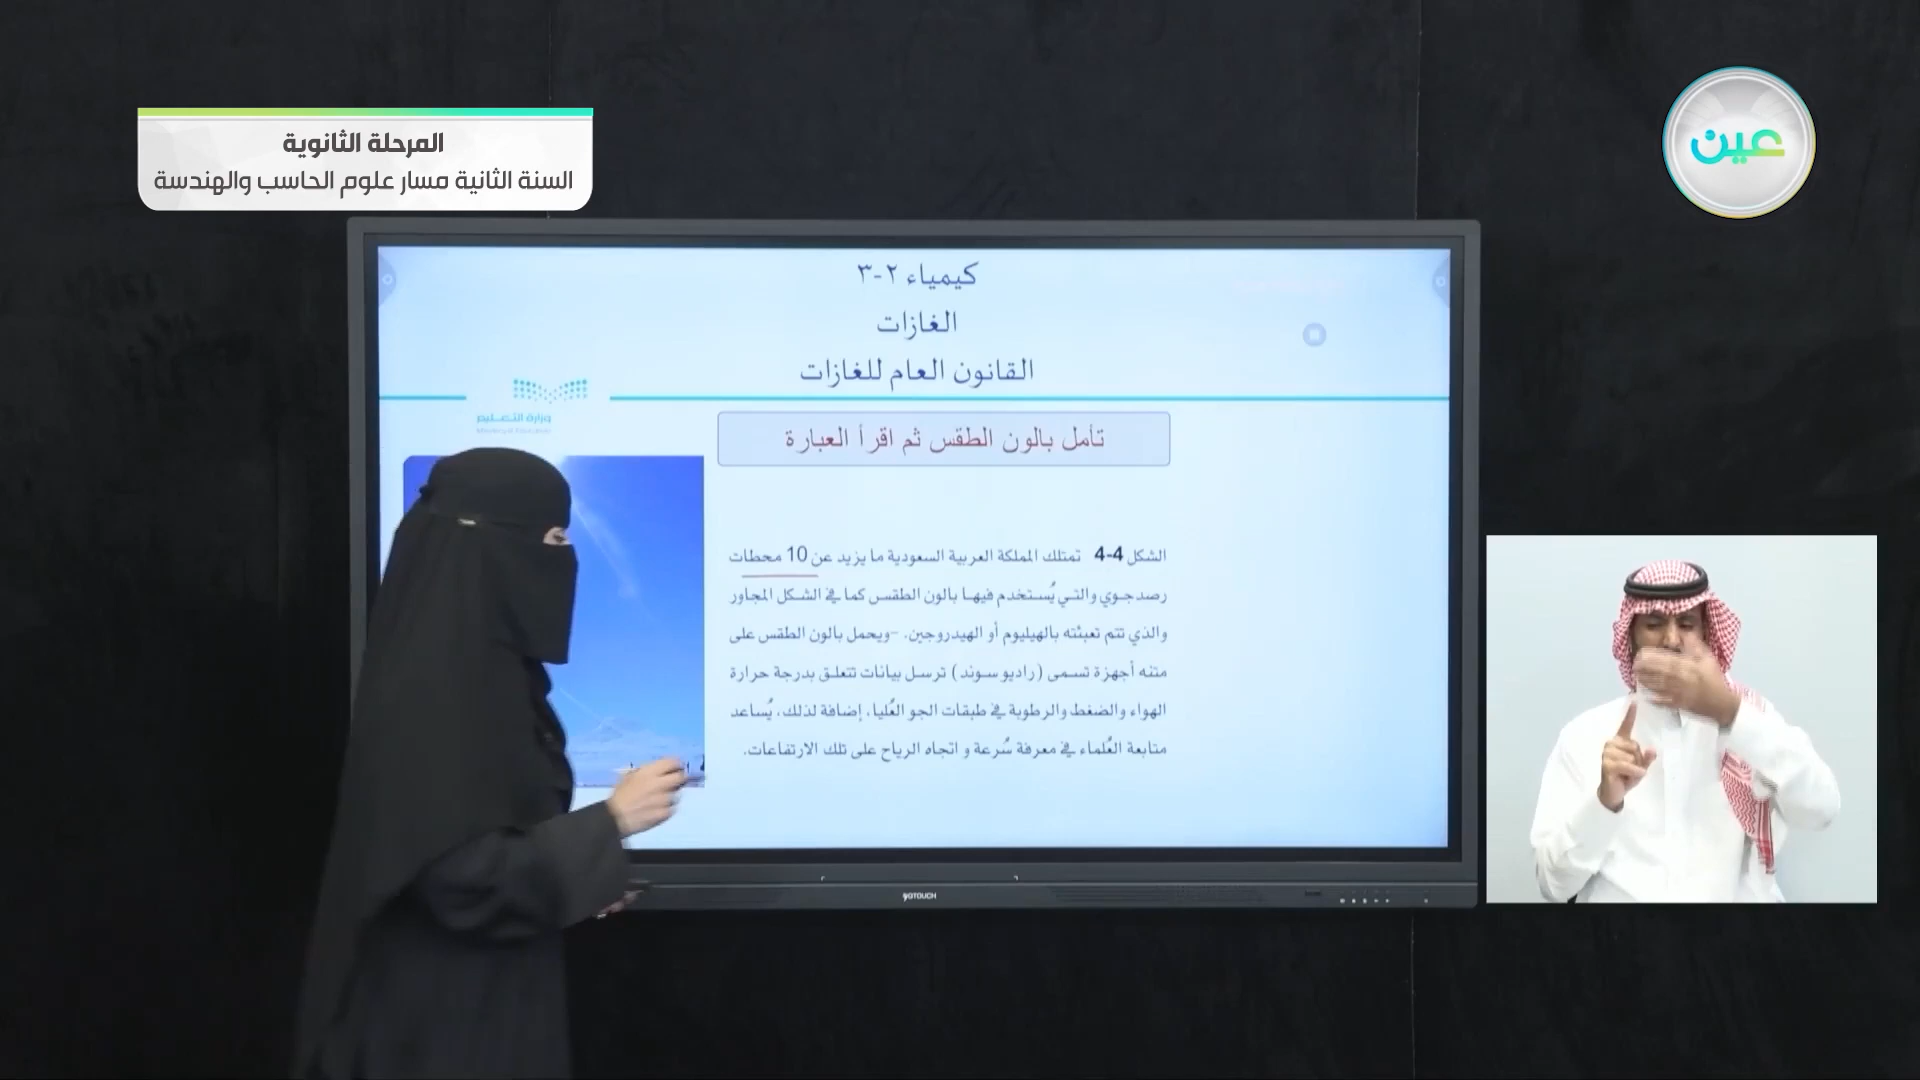 المرحلة الثانوية
السنة الثانية مسار علوم الحاسب والهندسة
عين
كيمياء ٢-٣
الغازات
القانون العام للغازات
وزارة التعليم
تأمل بالون الطقس ثم اقرأ العبارة
الشكل 4-4 تمتلك المملكة العربية السعودية ما يزيد عن 10 محطات
رصد جوي والتي يُستخدم فيها بالون الطقس كما في الشكل المجاور
والذي تتم تعبئته بالهيليوم أو الهيدروجين. -ويحمل بالون الطقس على
متنه أجهزة تسمى (راديو سوند) ترسل بيانات تتعلق بدرجة حرارة
الهواء والضغط والرطوبة في طبقات الجو العُليا. إضافة لذلك، يُساعد
متابعة العُلماء في معرفة سُرعة و اتجاه الرياح على تلك الارتفاعات.